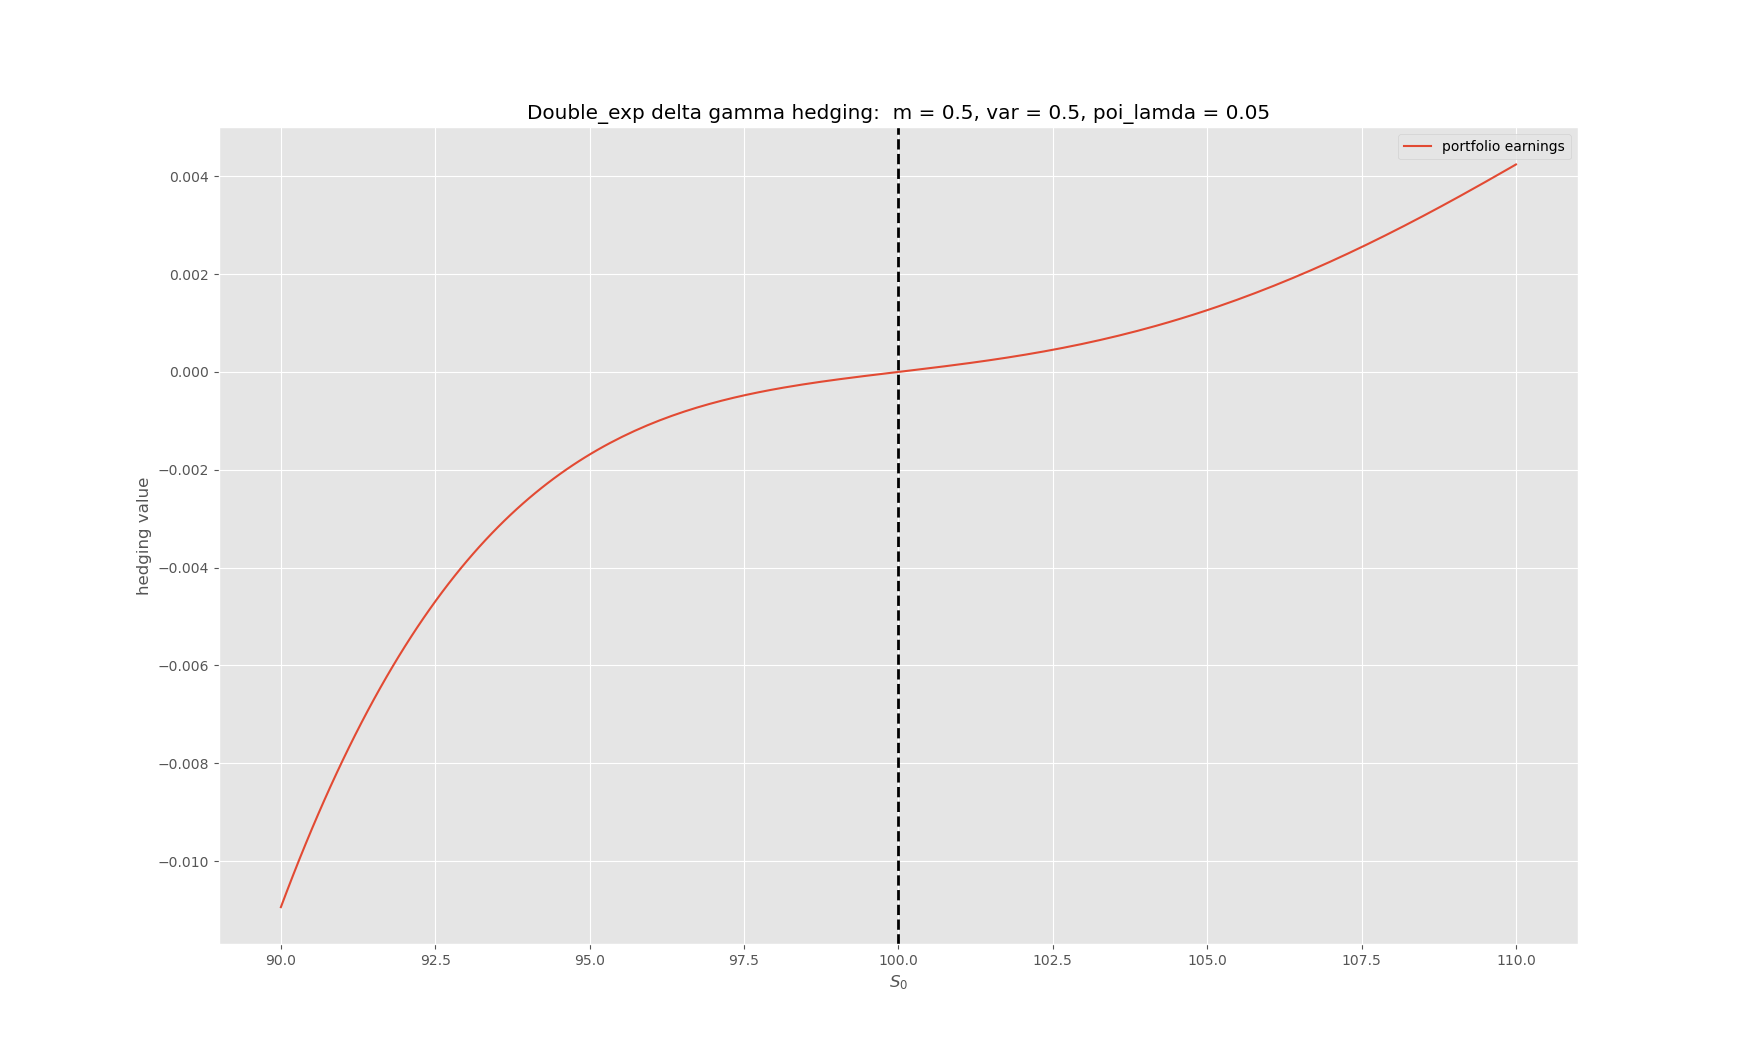 Double_exp delta gamma hedging:  m = 0.5, var = 0.5, poi_lamda = 0.05
portfolio earnings
0.004
0.002
0.000
−0.002
−0.004
−0.006
−0.008
−0.010
hedging value
90.0 92.5 95.0 97.5 100.0 102.5 105.0 107.5 110.0
S₀